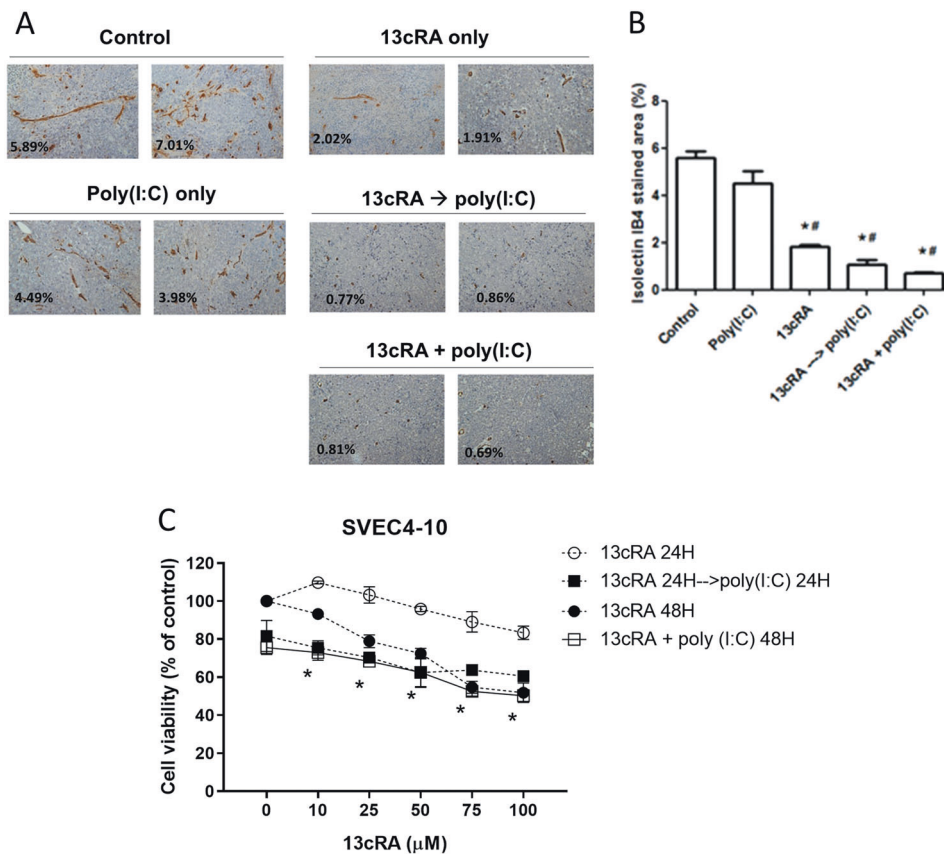 A
Control
13cRA only
5.89%
7.01%
2.02%
1.91%
Poly(I:C) only
13cRA → poly(I:C)
4.49%
3.98%
0.77%
0.86%
13cRA + poly(I:C)
0.81%
0.69%
B
Isolectin IB4 stained area (%)
8
6
4
2
0
Control
Poly(I:C)
13cRA
13cRA ---> poly(I:C)
13cRA + poly(I:C)
*#
*#
*#
C
SVEC4-10
Cell viability (% of control)
120
100
80
60
40
20
0
0 10 25 50 75 100
13cRA (μM)
* * * * *
13cRA 24H
13cRA 24H-->poly(I:C) 24H
13cRA 48H
13cRA + poly (I:C) 48H